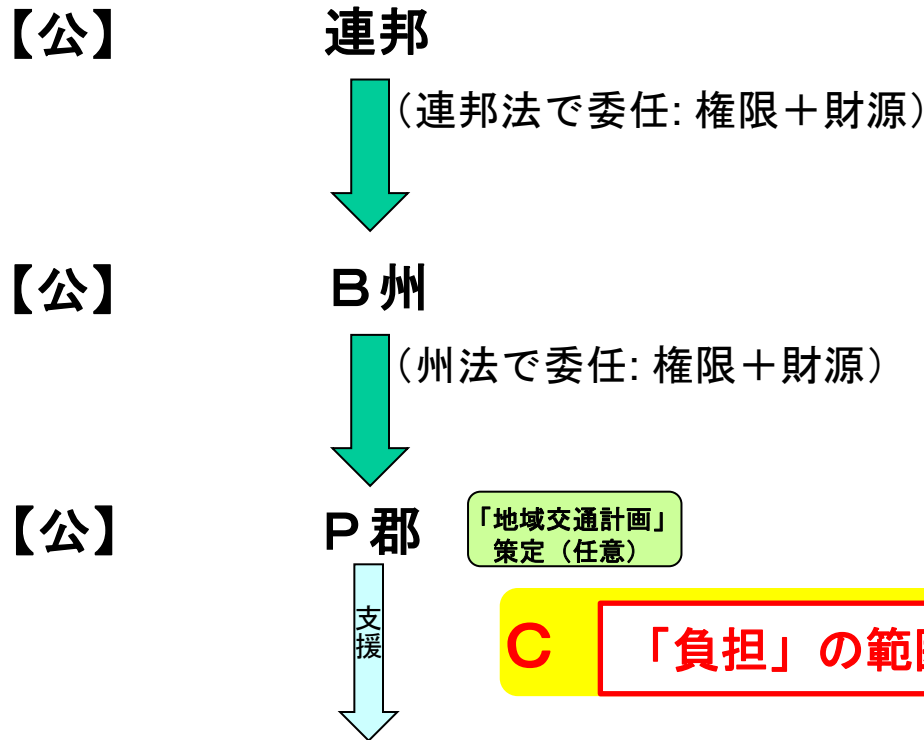 【公】 連邦
（連邦法で委任: 権限＋財源）
【公】 Ｂ州
（州法で委任: 権限＋財源）
【公】 Ｐ郡
「地域交通計画」
策定（任意）
支援
Ｃ 「負担」の範囲